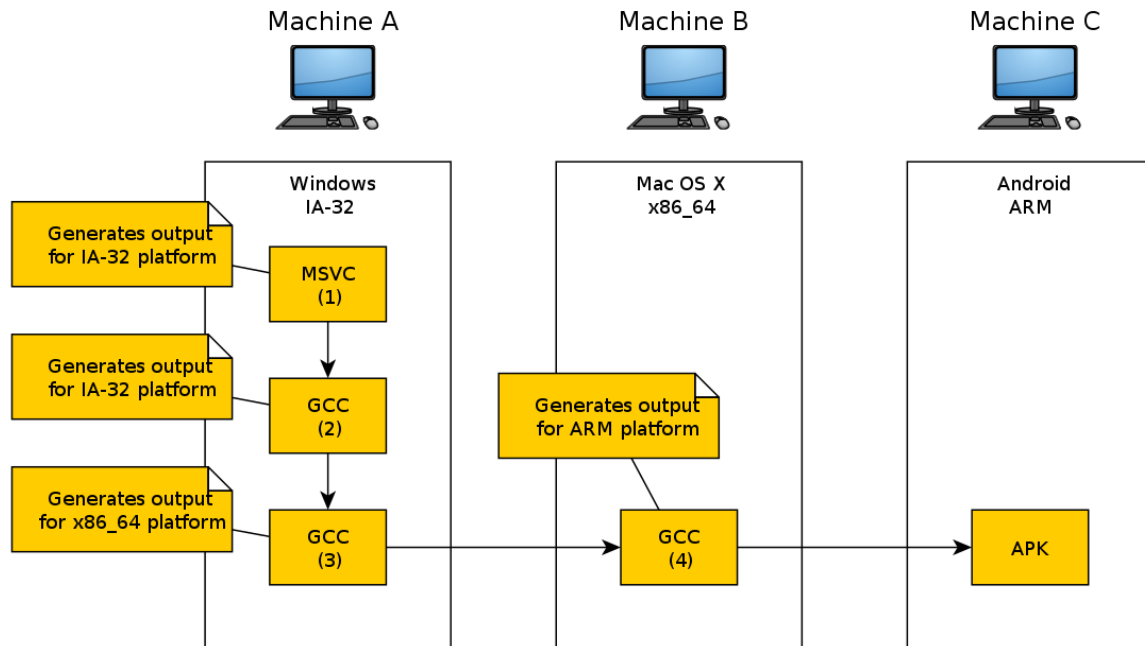 Machine A
Machine B
Machine C
Windows
IA-32
Mac OS X
x86_64
Android
ARM
Generates output
for IA-32 platform
MSVC
(1)
Generates output
for IA-32 platform
GCC
(2)
Generates output
for ARM platform
Generates output
for x86_64 platform
GCC
(3)
GCC
(4)
APK